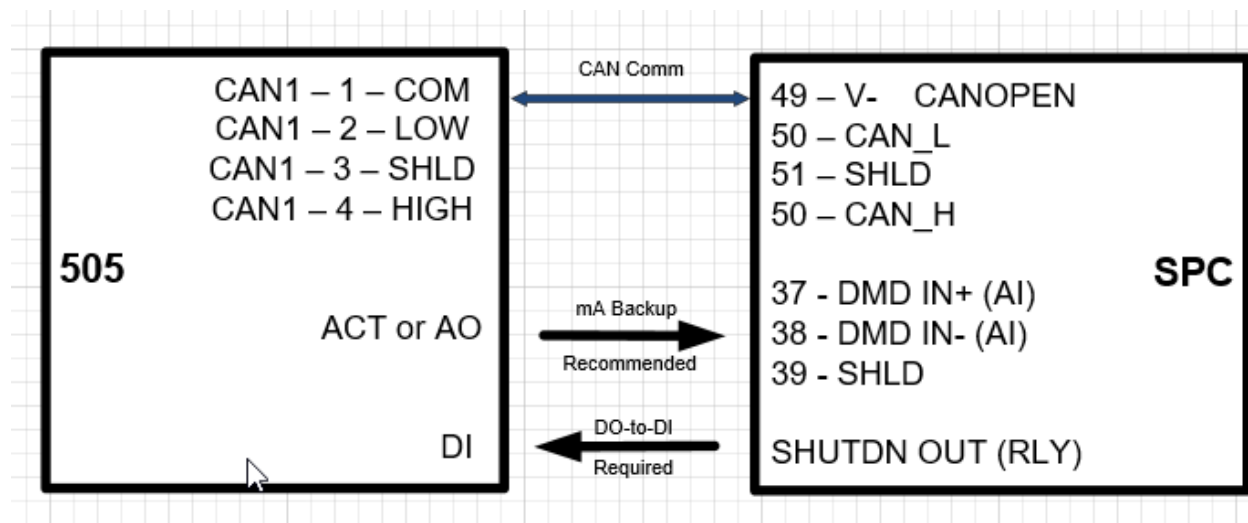 CAN1 – 1 – COM
CAN1 – 2 – LOW
CAN1 – 3 – SHLD
CAN1 – 4 – HIGH
505
ACT or AO
DI
CAN Comm
mA Backup
Recommended
DO-to-DI
Required
49 – V- CANOPEN
50 – CAN_L
51 – SHLD
50 – CAN_H
SPC
37 - DMD IN+ (AI)
38 - DMD IN- (AI)
39 - SHLD
SHUTDN OUT (RLY)